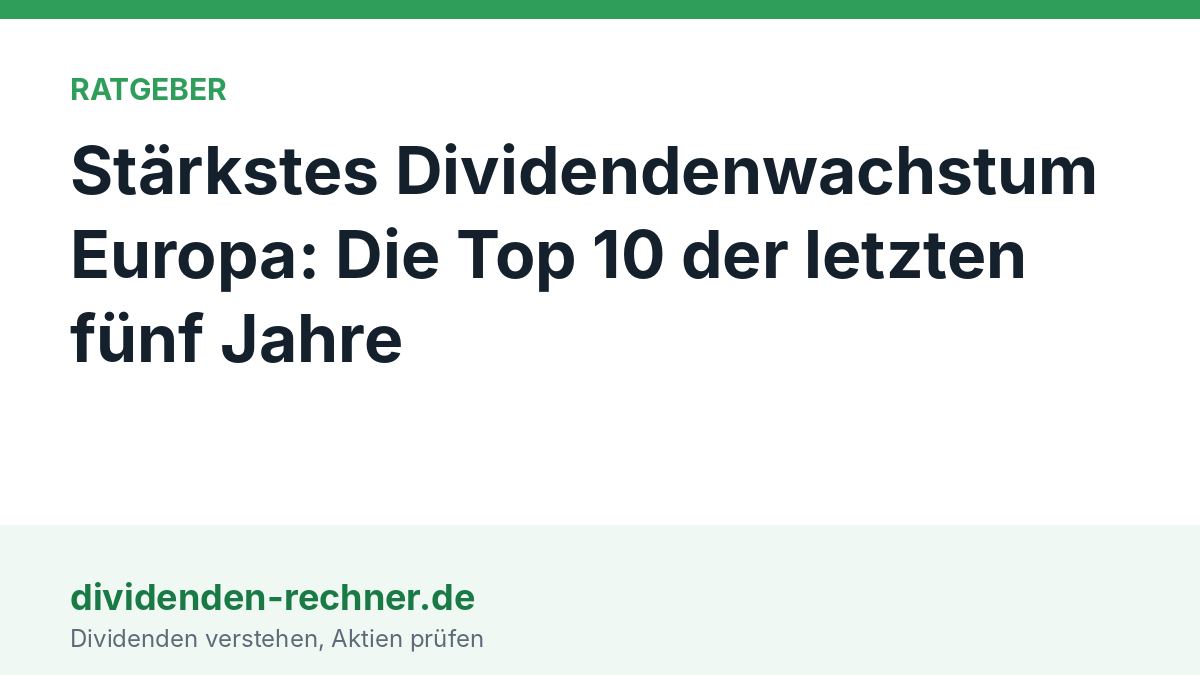 RATGEBER
Stärkstes Dividendenwachstum
Europa: Die Top 10 der letzten
fünf Jahre
dividenden-rechner.de
Dividenden verstehen, Aktien prüfen